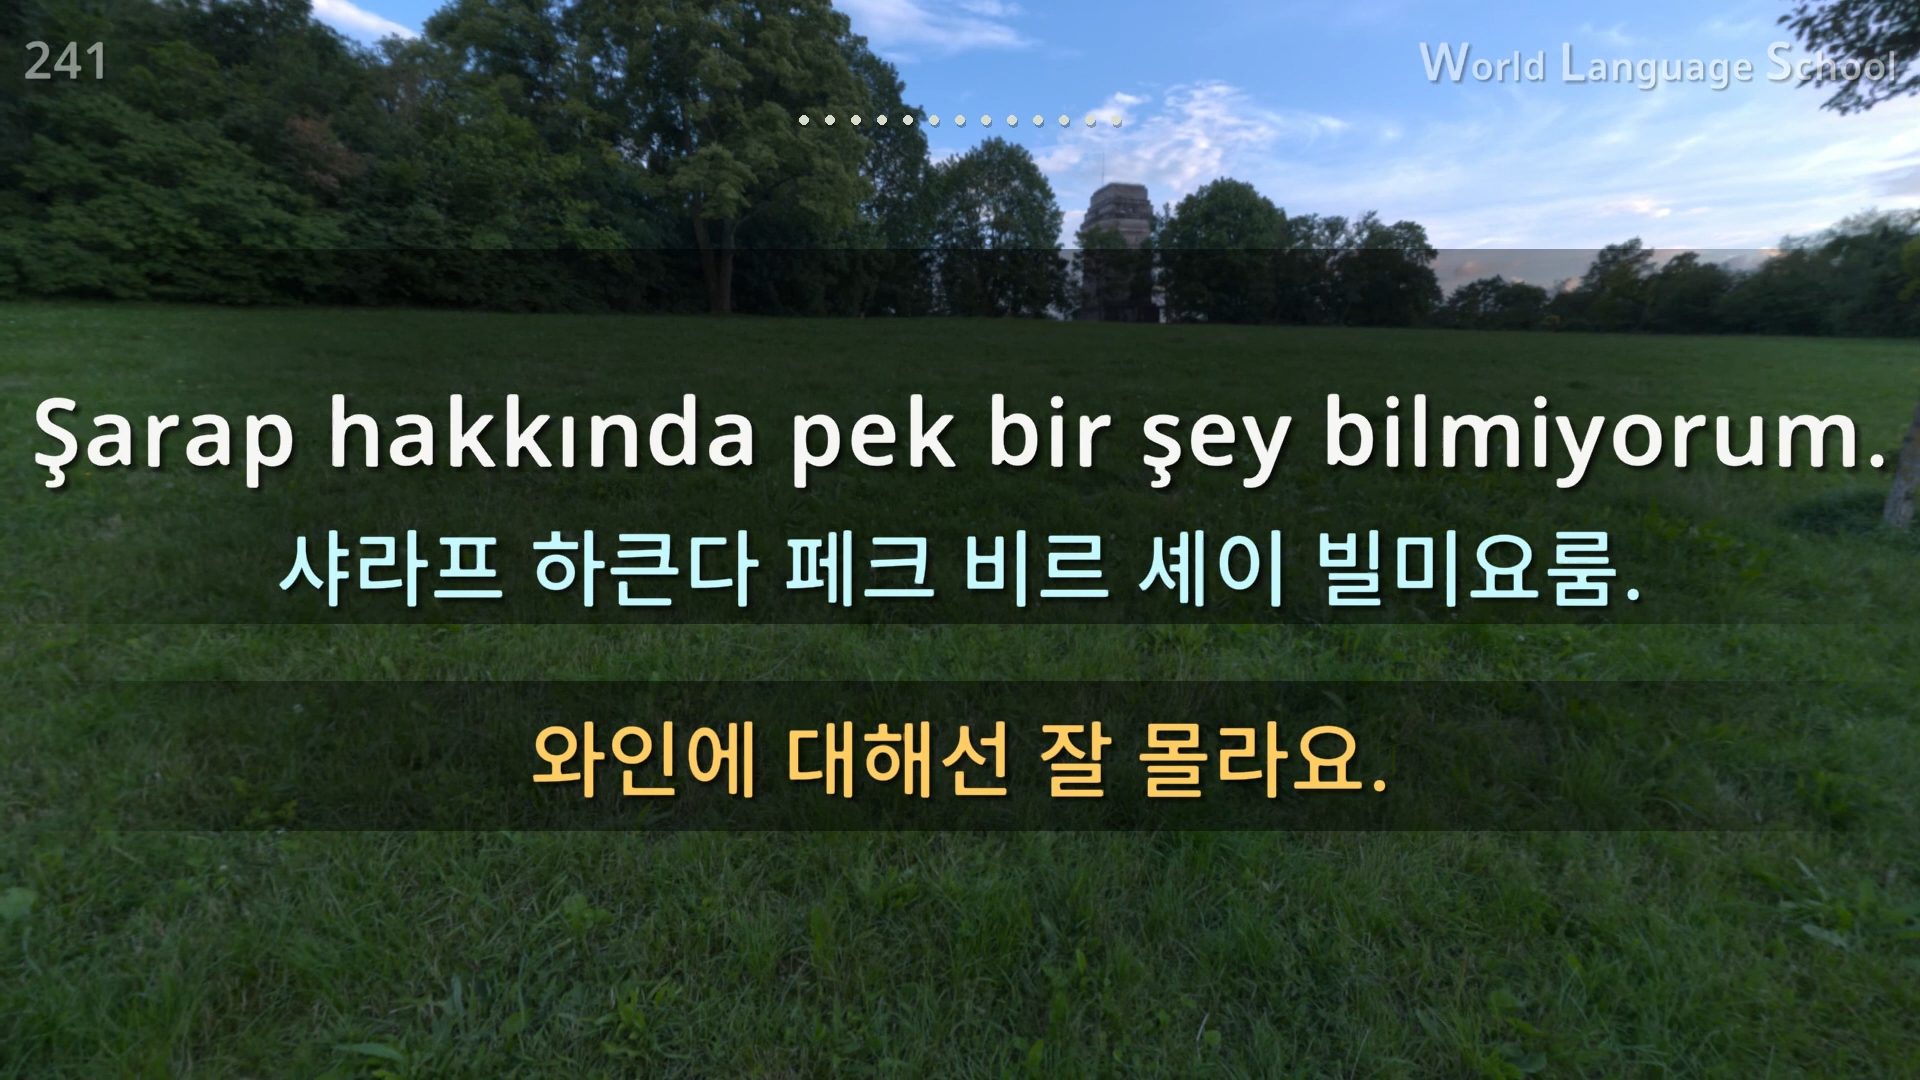 241
World Language School
Şarap hakkında pek bir şey bilmiyorum.
샤라프 하큰다 페크 비르 셰이 빌미요룸.
와인에 대해선 잘 몰라요.